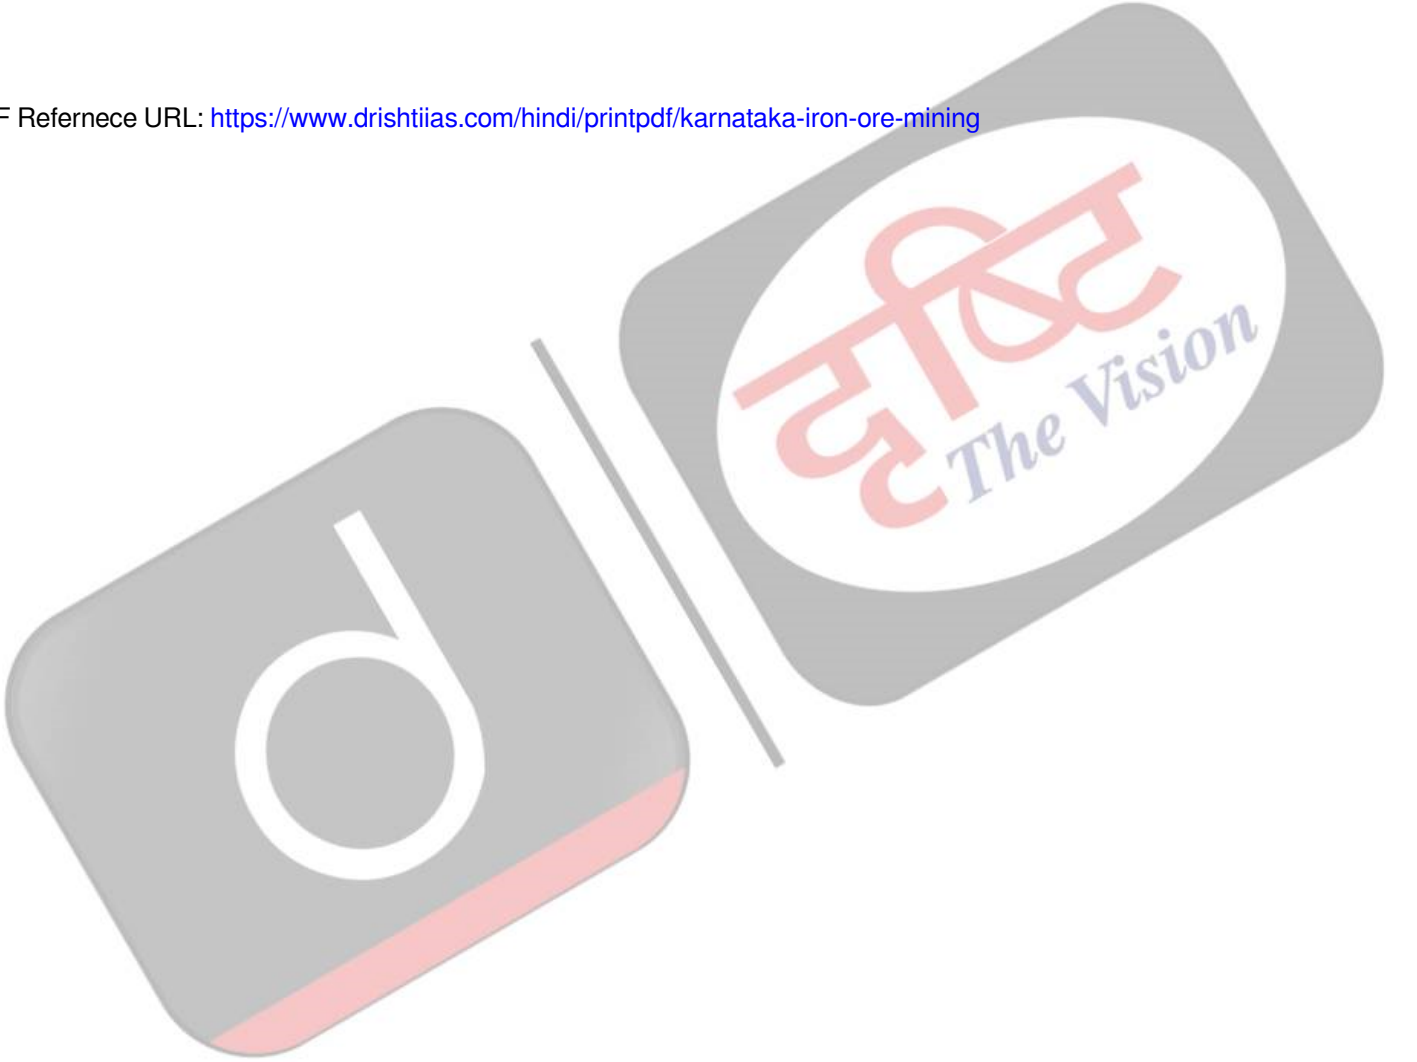 F Refernece URL: https://www.drishtiias.com/hindi/printpdf/karnataka-iron-ore-mining
दृष्टि
The Vision
d